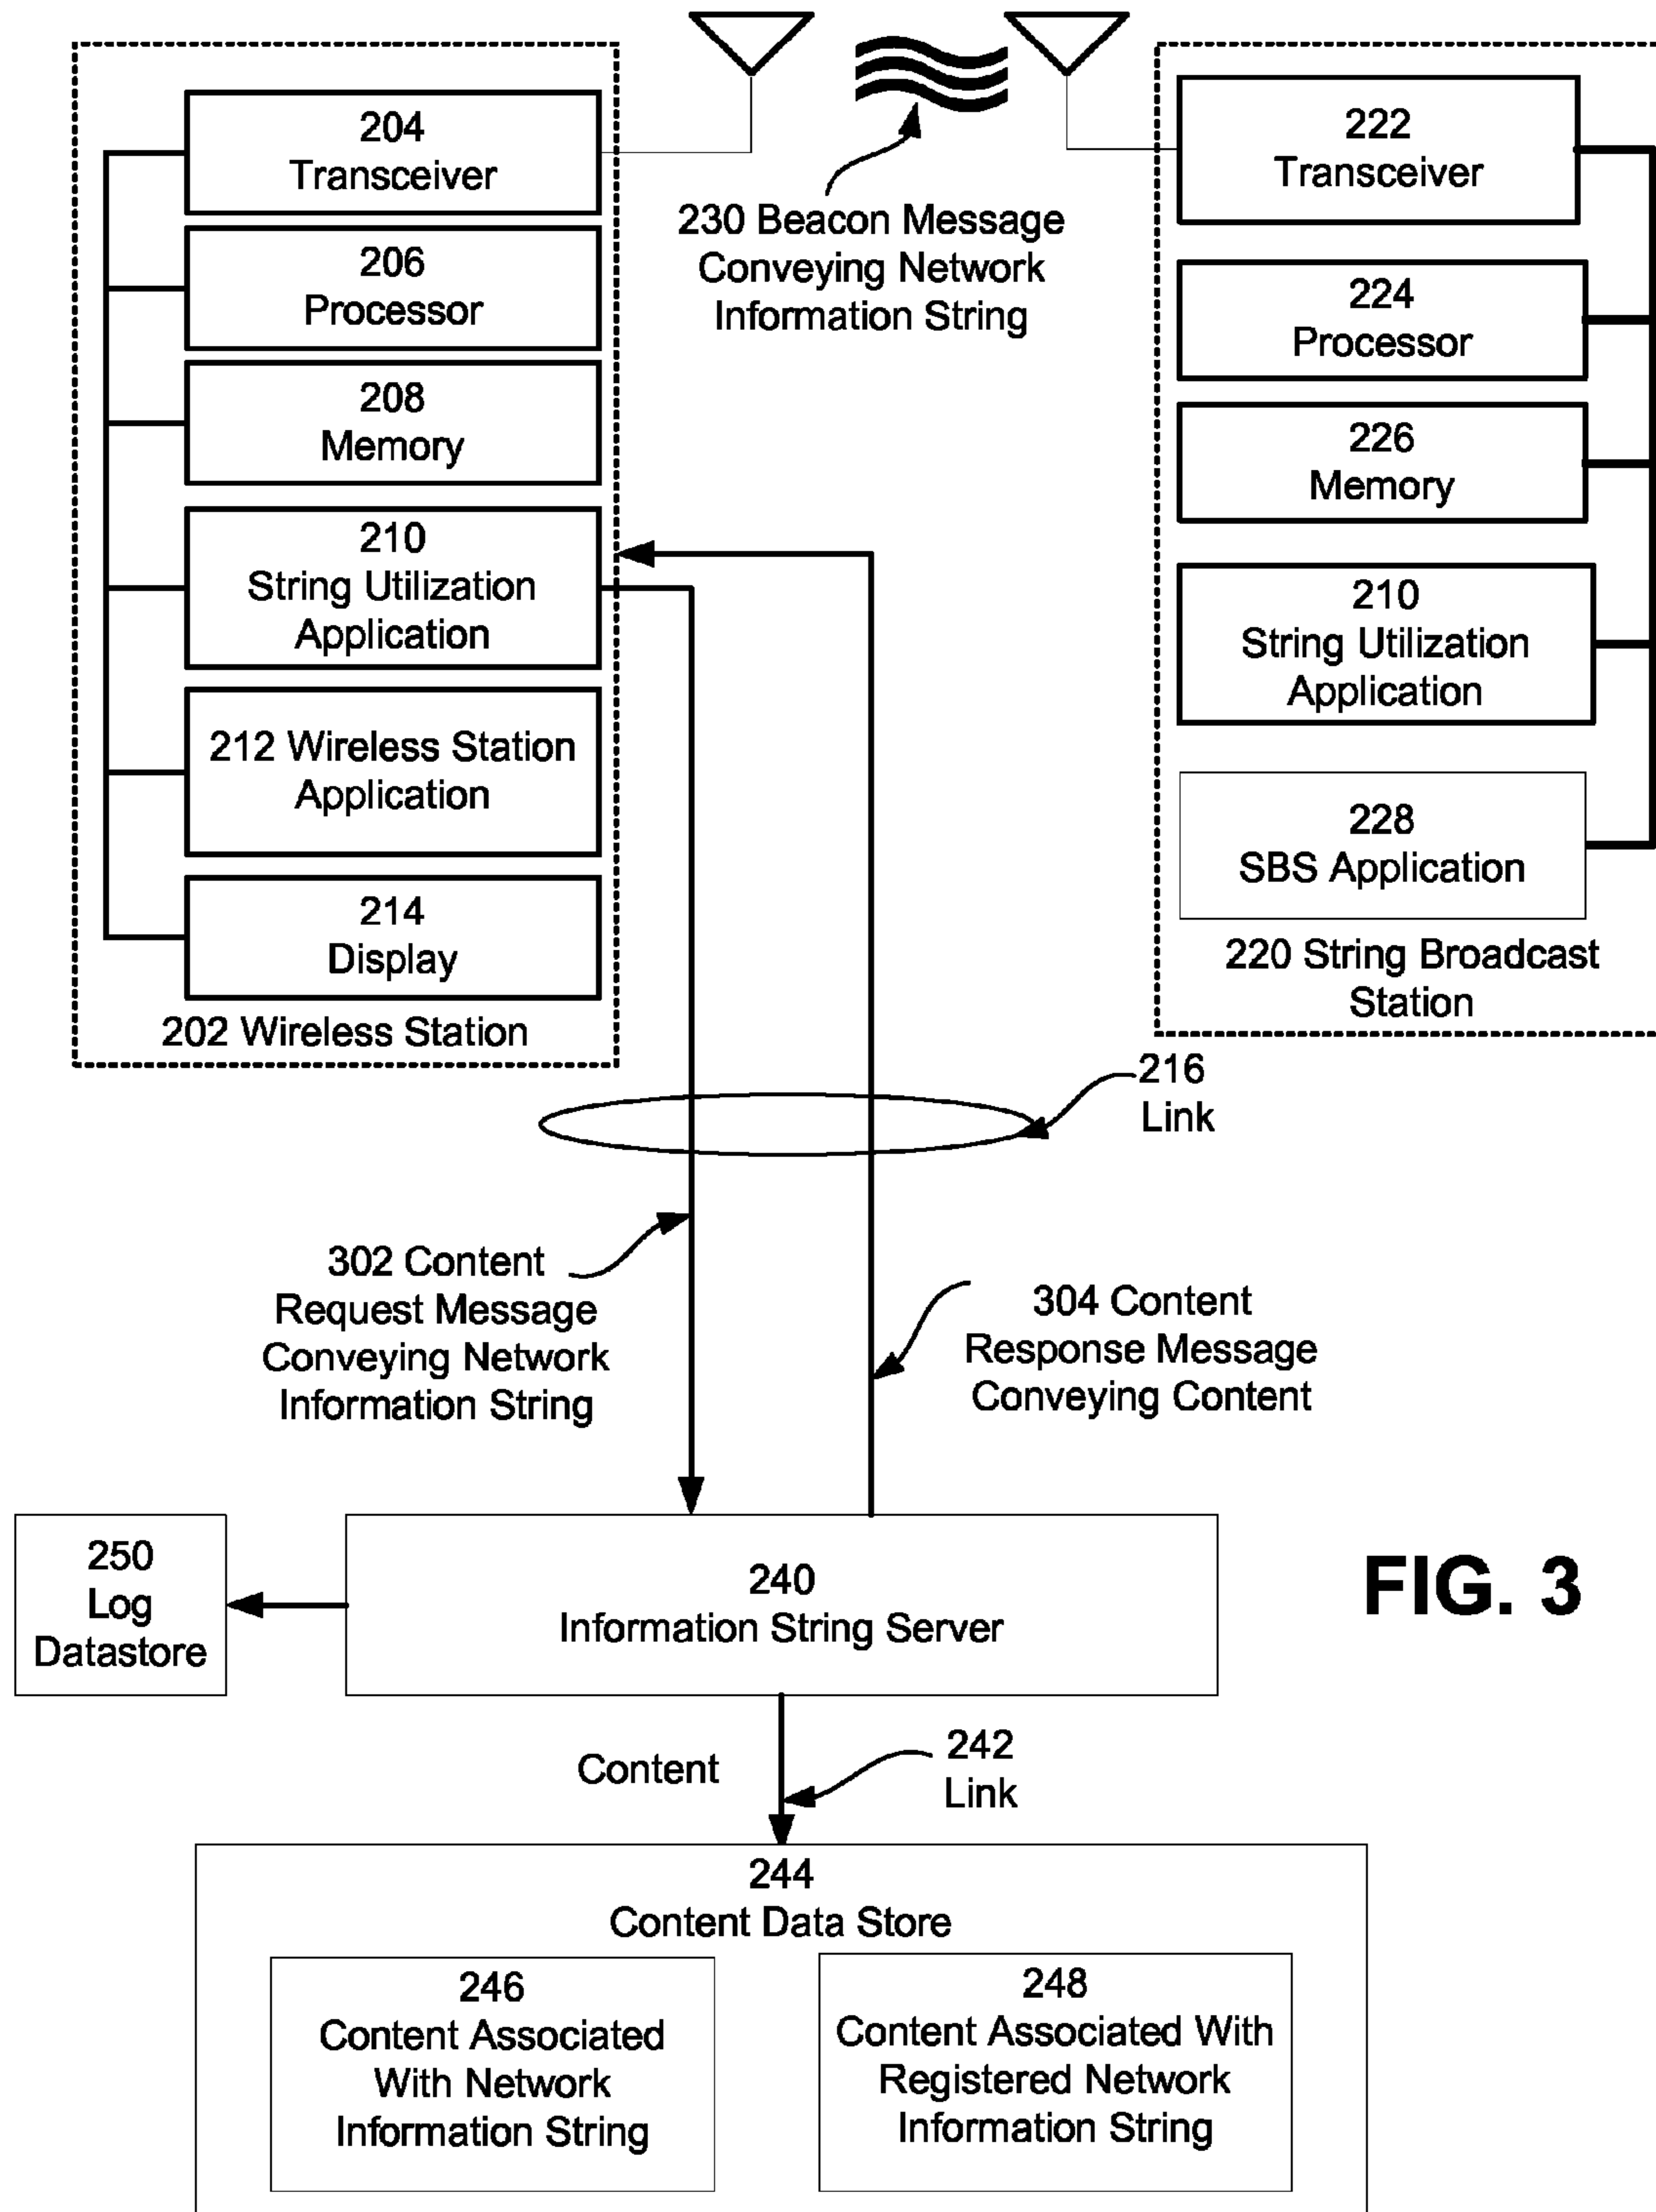 204
Transceiver
206
Processor
208
Memory
210
String Utilization
Application
212 Wireless Station
Application
214
Display
202 Wireless Station
230 Beacon Message
Conveying Network
Information String
222
Transceiver
224
Processor
226
Memory
210
String Utilization
Application
228
SBS Application
220 String Broadcast
Station
216
Link
302 Content
Request Message
Conveying Network
Information String
304 Content
Response Message
Conveying Content
250
Log
Datastore
240
Information String Server
FIG. 3
Content
242
Link
244
Content Data Store
246
Content Associated
With Network
Information String
248
Content Associated With
Registered Network
Information String